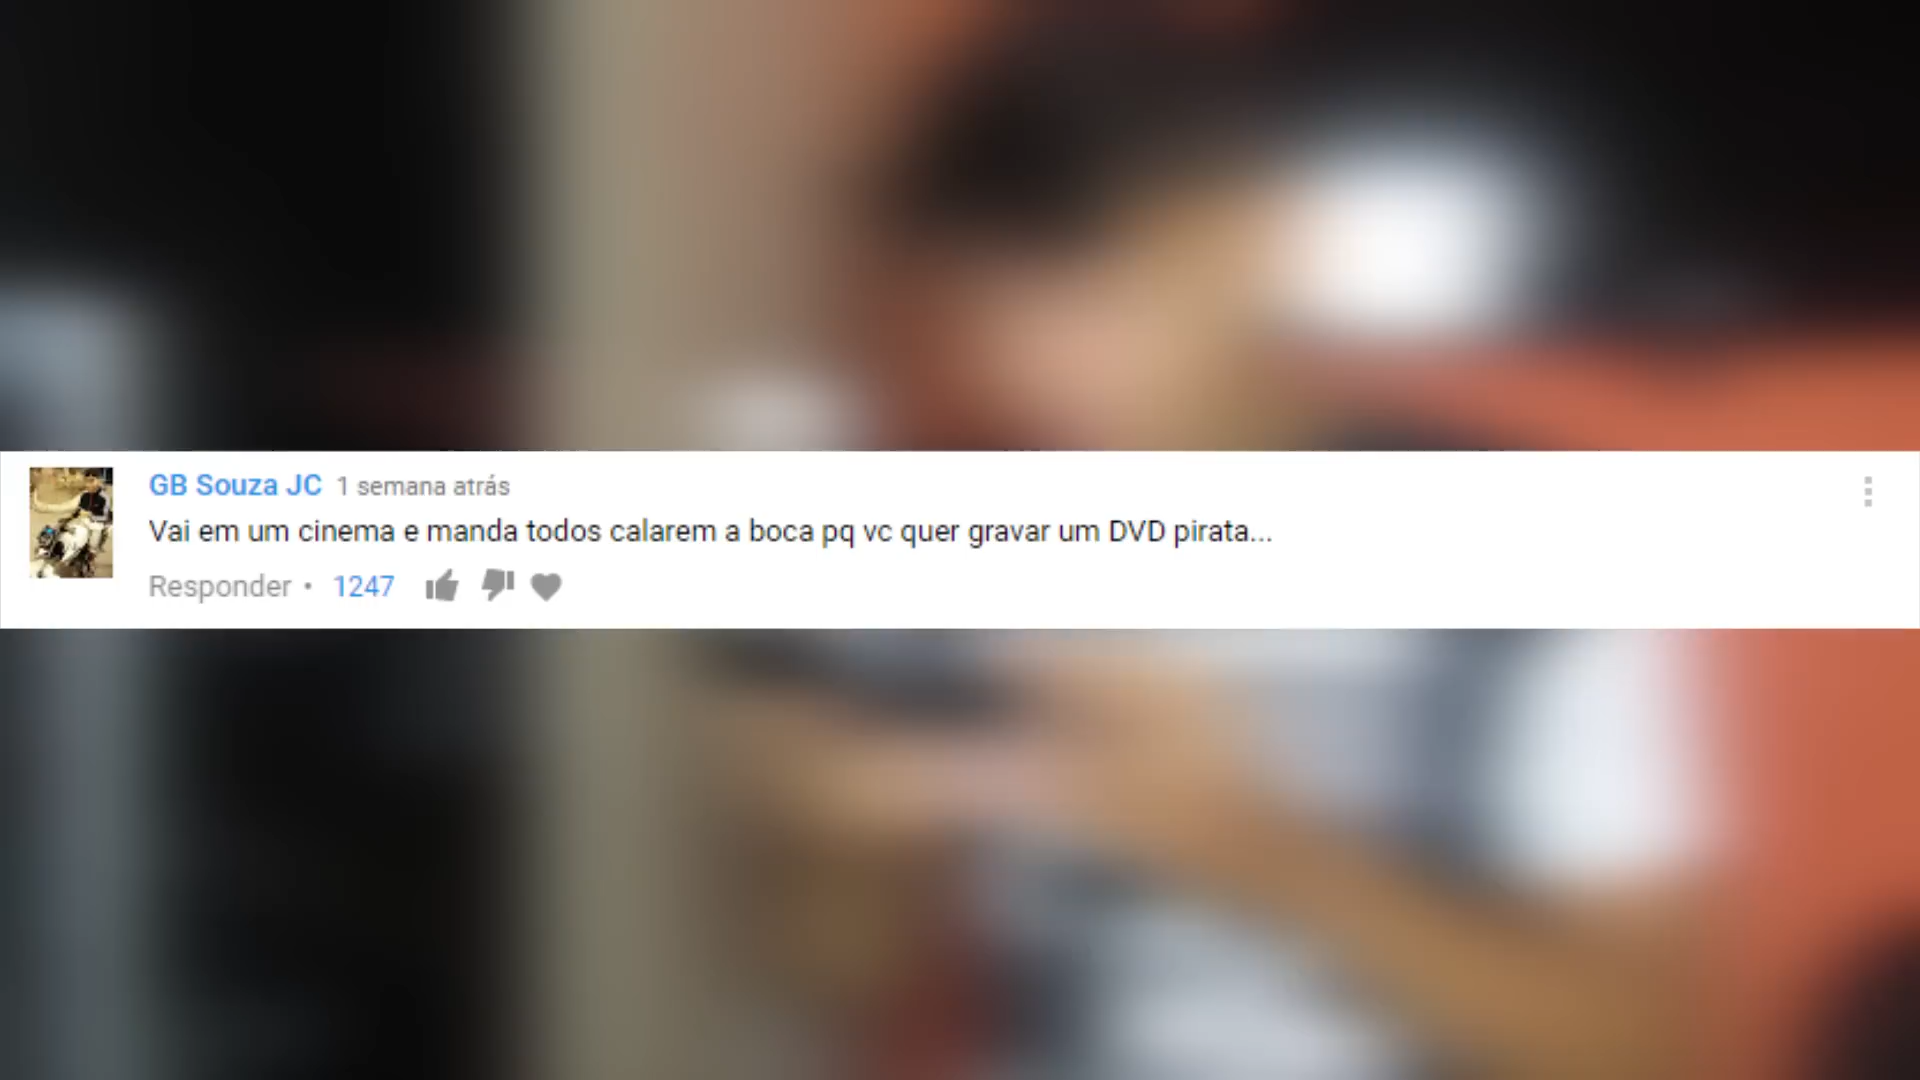 GB Souza JC 1 semana atrás
Vai em um cinema e manda todos calarem a boca pq vc quer gravar um DVD pirata...
Responder • 1247